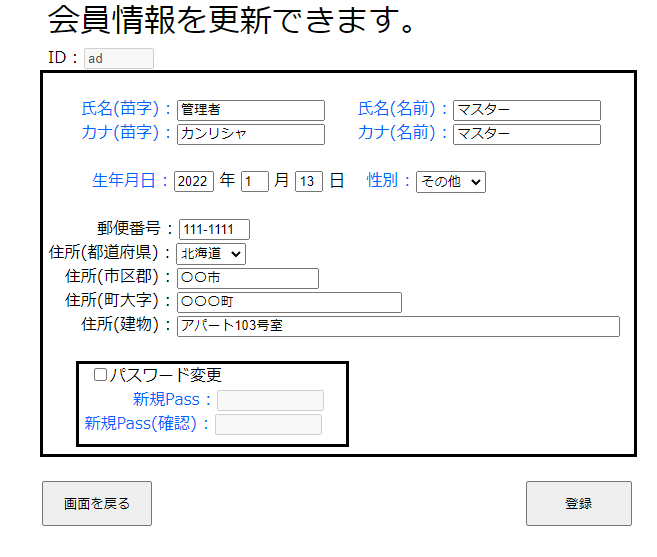 会員情報を更新できます。
ID： ad
氏名(苗字)： 管理者 氏名(名前)： マスター
カナ(苗字)： カンリシャ カナ(名前)： マスター
生年月日： 2022 年 1 月 13 日 性別： その他
郵便番号： 111-1111
住所(都道府県)： 北海道
住所(市区郡)： 〇〇市
住所(町大字)： 〇〇〇町
住所(建物)： アパート103号室
パスワード変更
新規Pass：
新規Pass(確認)：
画面を戻る 登録